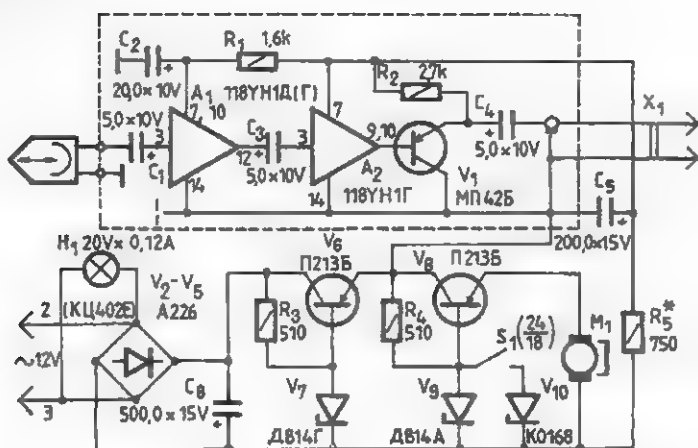 C2
R1 1,6k
20,0×10V
A1
118УН1Д(Г)
R2
27k
C4
X1
5,0×10V
7, 10
7
3
C1
12
C3
3
9,10
5,0×10V
A2
5,0×10V
14
14
118УН1Г
V1
МП42Б
C5
1
200,0×15V
H1 20V×0,12A
V2-V5
(КЦ402Е)
А226
V6
П213Б
V8
П213Б
2
R3
510
R4
510
S1(24/18)
M1
R5*
750
~12V
3
C8
500,0×15V
V7
V9
V10
Д814Г
Д814А
КС168